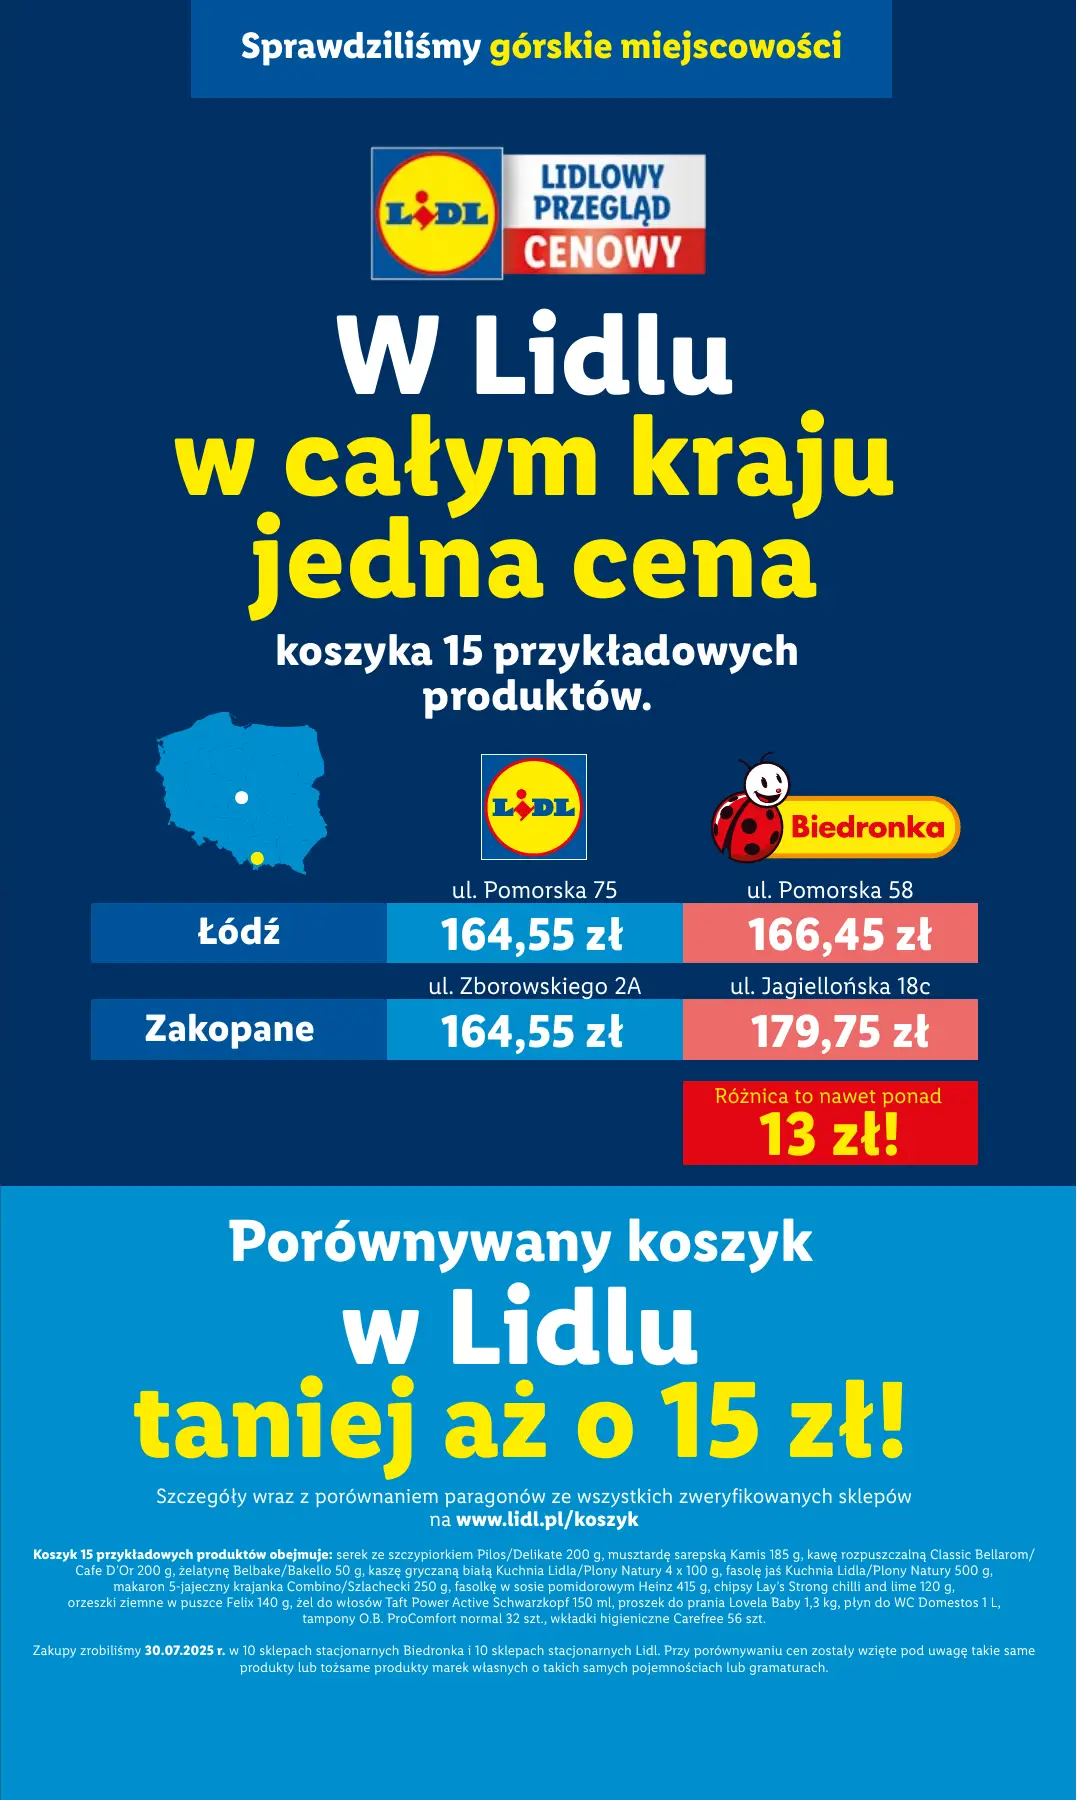 Sprawdziliśmy górskie miejscowości
LIDL
LIDLOWY
PRZEGLĄD
CENOWY
W Lidlu
w całym kraju
jedna cena
koszyka 15 przykładowych
produktów.
LIDL
Biedronka
ul. Pomorska 75
ul. Pomorska 58
Łódź
164,55 zł
166,45 zł
ul. Zborowskiego 2A
ul. Jagiellońska 18c
Zakopane
164,55 zł
179,75 zł
Różnica to nawet ponad
13 zł!
Porównywany koszyk
w Lidlu
taniej aż o 15 zł!
Szczegóły wraz z porównaniem paragonów ze wszystkich zweryfikowanych sklepów
na www.lidl.pl/koszyk
Koszyk 15 przykładowych produktów obejmuje: serek ze szczypiorkiem Pilos/Delikate 200 g, musztardę sarepską Kamis 185 g, kawę rozpuszczalną Classic Bellarom/
Cafe D'Or 200 g, żelatynę Belbake/Bakello 50 g, kaszę gryczaną białą Kuchnia Lidla/Plony Natury 4 x 100 g, fasolę jaś Kuchnia Lidla/Plony Natury 500 g,
makaron 5-jajeczny krajanka Combino/Szlachecki 250 g, fasolkę w sosie pomidorowym Heinz 415 g, chipsy Lay's Strong chilli and lime 120 g,
orzeszki ziemne w puszce Felix 140 g, żel do włosów Taft Power Active Schwarzkopf 150 ml, proszek do prania Lovela Baby 1,3 kg, płyn do WC Domestos 1 L,
tampony O.B. ProComfort normal 32 szt., wkładki higieniczne Carefree 56 szt.
Zakupy zrobiliśmy 30.07.2025 r. w 10 sklepach stacjonarnych Biedronka i 10 sklepach stacjonarnych Lidl. Przy porównywaniu cen zostały wzięte pod uwagę takie same
produkty lub tożsame produkty marek własnych o takich samych pojemnościach lub gramaturach.